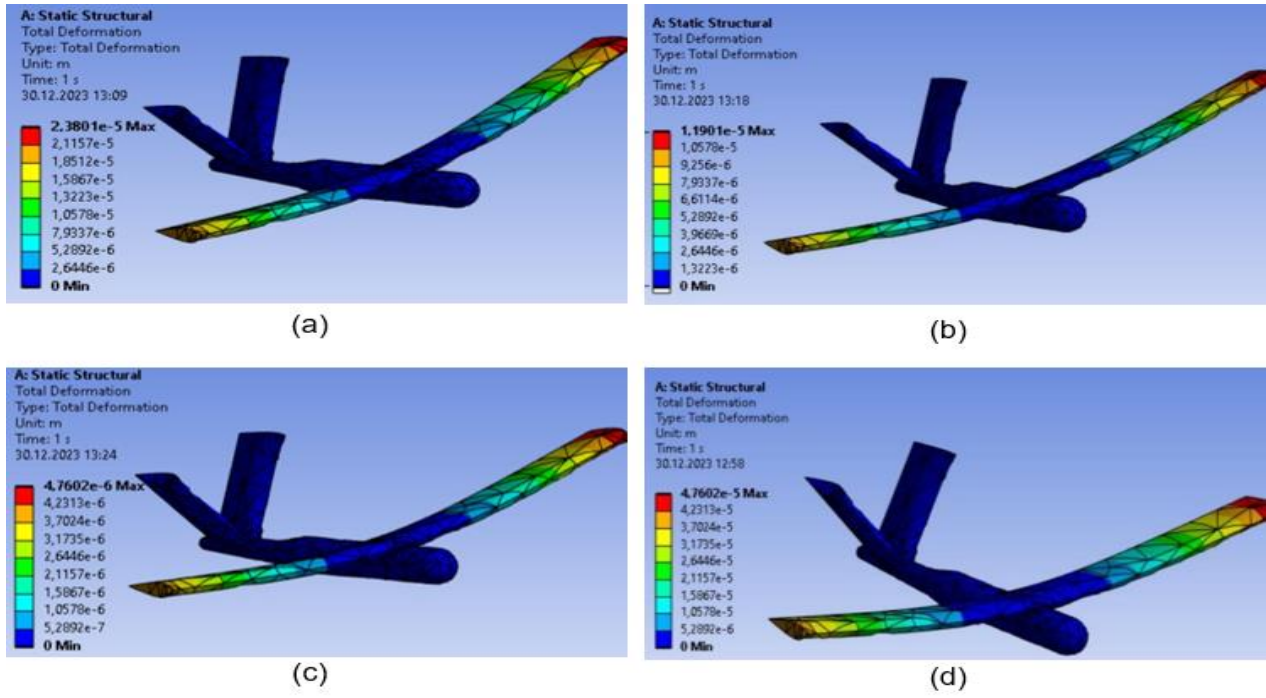 A: Static Structural
Total Deformation
Type: Total Deformation
Unit: m
Time: 1 s
30.12.2023 13:09
2,3801e-5 Max
2,1157e-5
1,8512e-5
1,5867e-5
1,3223e-5
1,0578e-5
7,9337e-6
5,2892e-6
2,6446e-6
0 Min
(a)
A: Static Structural
Total Deformation
Type: Total Deformation
Unit: m
Time: 1 s
30.12.2023 13:18
1,1901e-5 Max
1,0578e-5
9,256e-6
7,9337e-6
6,6114e-6
5,2892e-6
3,9669e-6
2,6446e-6
1,3223e-6
0 Min
(b)
A: Static Structural
Total Deformation
Type: Total Deformation
Unit: m
Time: 1 s
30.12.2023 13:24
4,7602e-6 Max
4,2313e-6
3,7024e-6
3,1735e-6
2,6446e-6
2,1157e-6
1,5867e-6
1,0578e-6
5,2892e-7
0 Min
(c)
A: Static Structural
Total Deformation
Type: Total Deformation
Unit: m
Time: 1 s
30.12.2023 12:58
4,7602e-5 Max
4,2313e-5
3,7024e-5
3,1735e-5
2,6446e-5
2,1157e-5
1,5867e-5
1,0578e-5
5,2892e-6
0 Min
(d)